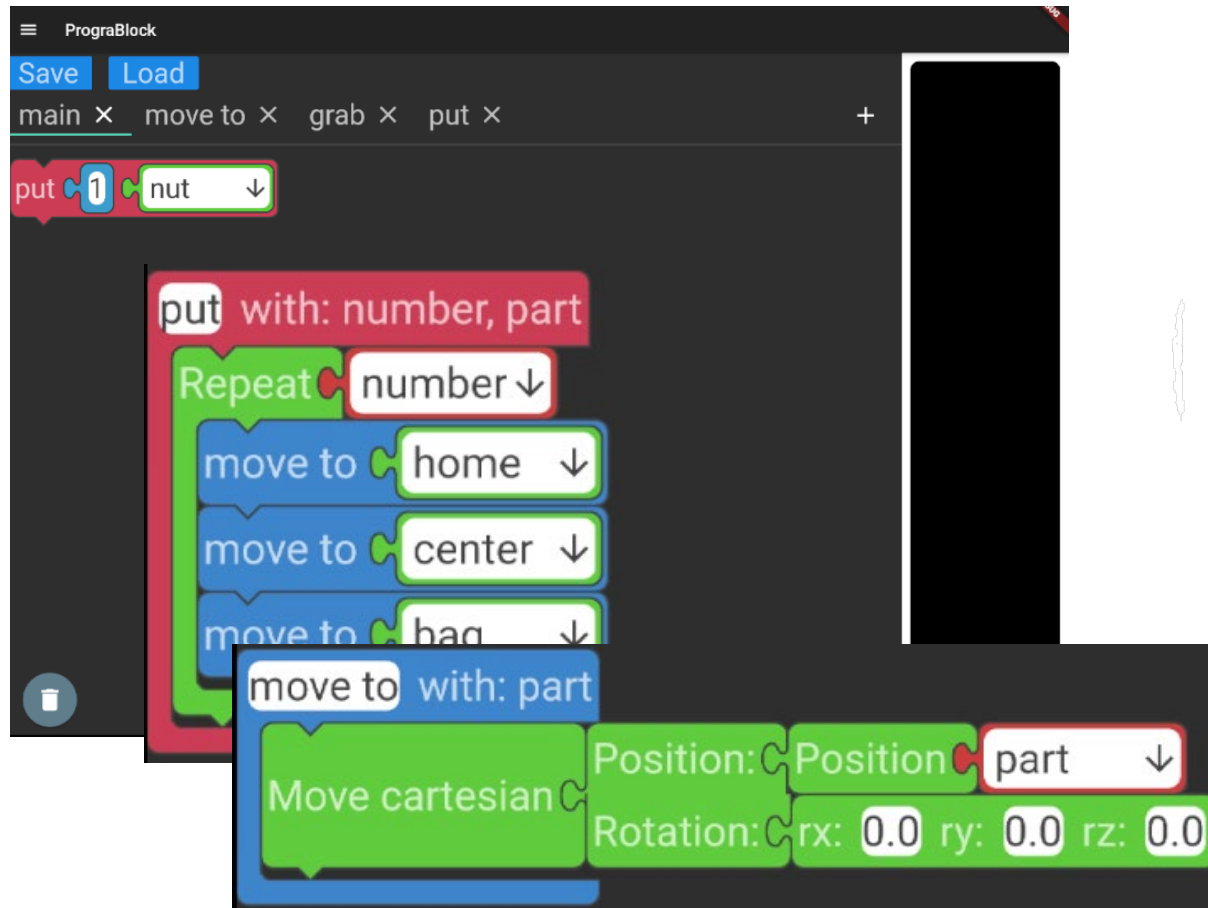 PrograBlock
Save Load
main × move to × grab × put × +
put 1 nut ↓
put with: number, part
Repeat number ↓
move to home ↓
move to center ↓
move to bag ↓
move to with: part
Position: Position part ↓
Move cartesian
Rotation: rx: 0.0 ry: 0.0 rz: 0.0